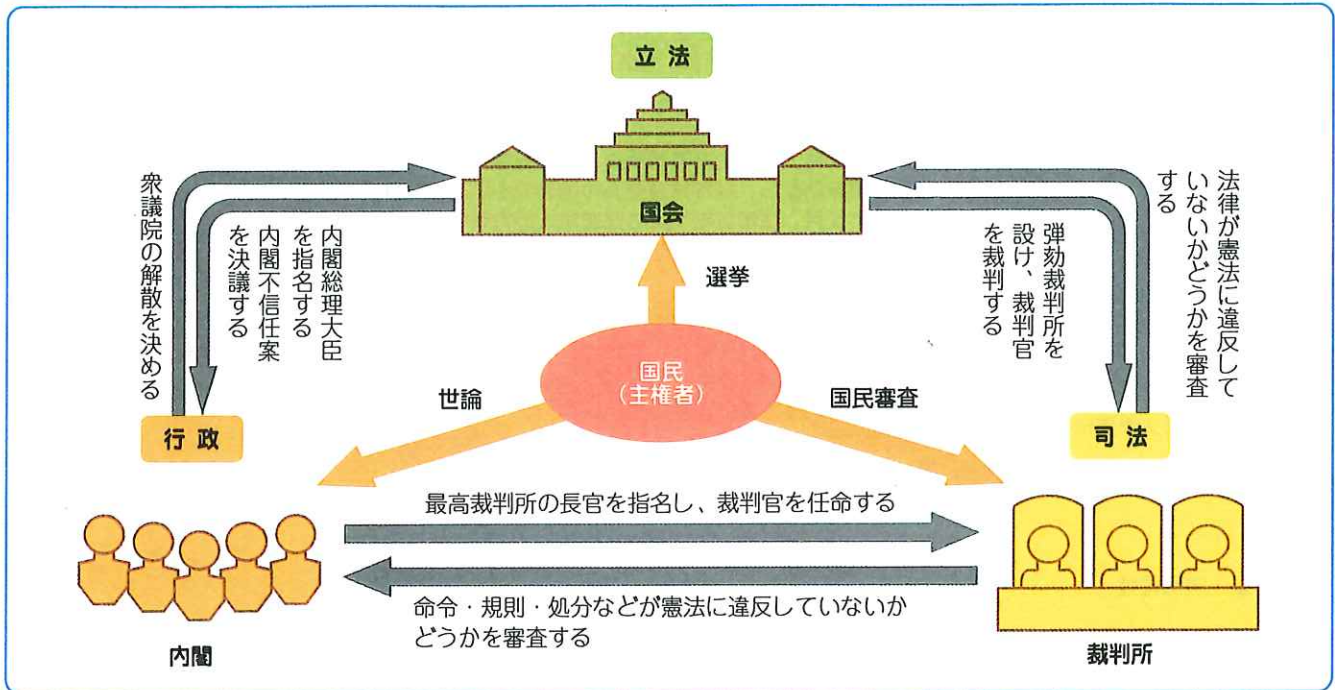 立法
国会
衆議院の解散を決める
内閣総理大臣
を指名する
内閣不信任案
を決議する
弾劾裁判所を
設け、裁判官
を裁判する
法律が憲法に違反して
いないかどうかを審査
する
選挙
国民
（主権者）
世論
国民審査
行政
司法
最高裁判所の長官を指名し、裁判官を任命する
命令・規則・処分などが憲法に違反していないか
どうかを審査する
内閣
裁判所